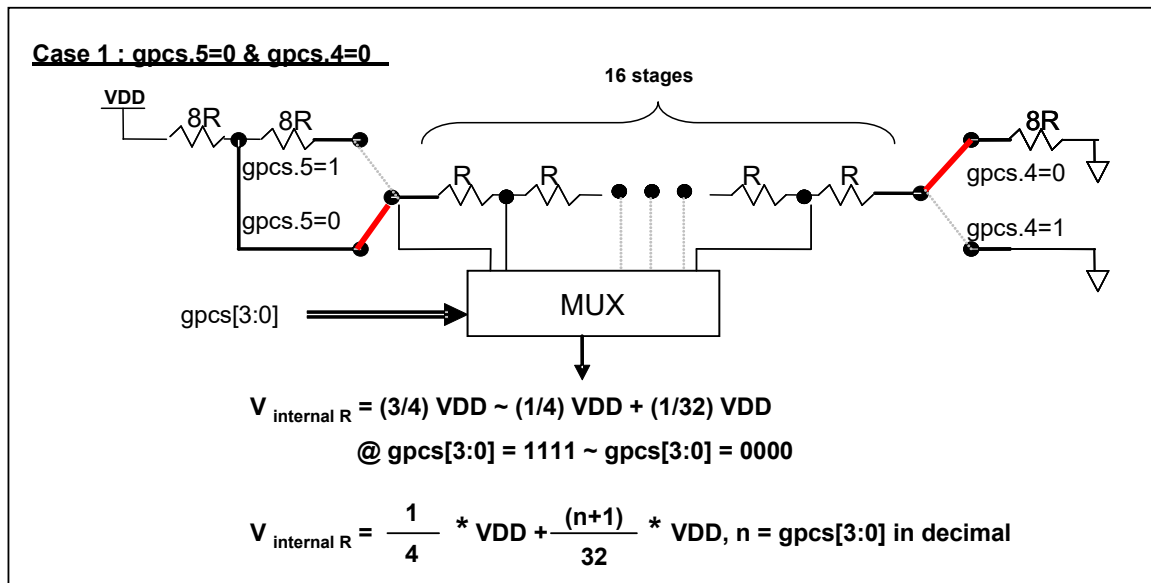 Case 1 : gpcs.5=0 & gpcs.4=0
16 stages
VDD
8R
8R
8R
gpcs.5=1
R
R
R
R
gpcs.4=0
gpcs.5=0
gpcs.4=1
MUX
gpcs[3:0]
V internal R = (3/4) VDD ~ (1/4) VDD + (1/32) VDD
@ gpcs[3:0] = 1111 ~ gpcs[3:0] = 0000
V internal R = 1/4 * VDD + (n+1)/32 * VDD, n = gpcs[3:0] in decimal